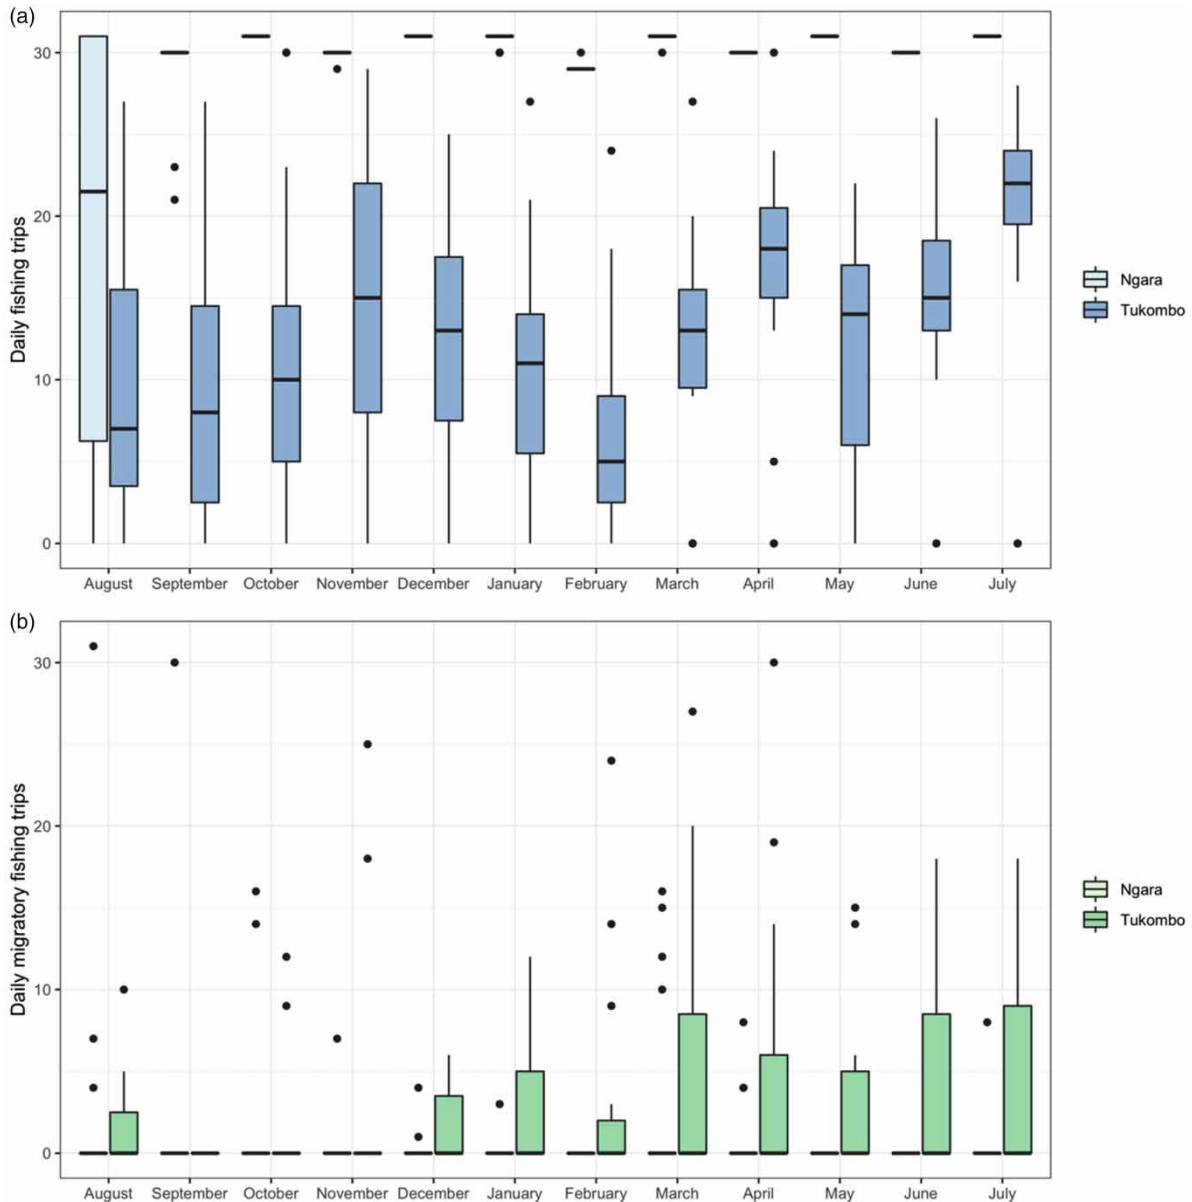 (a)
30
20
10
0
Daily fishing trips
August September October November December January February March April May June July
Ngara
Tukombo
(b)
30
20
10
0
Daily migratory fishing trips
August September October November December January February March April May June July
Ngara
Tukombo